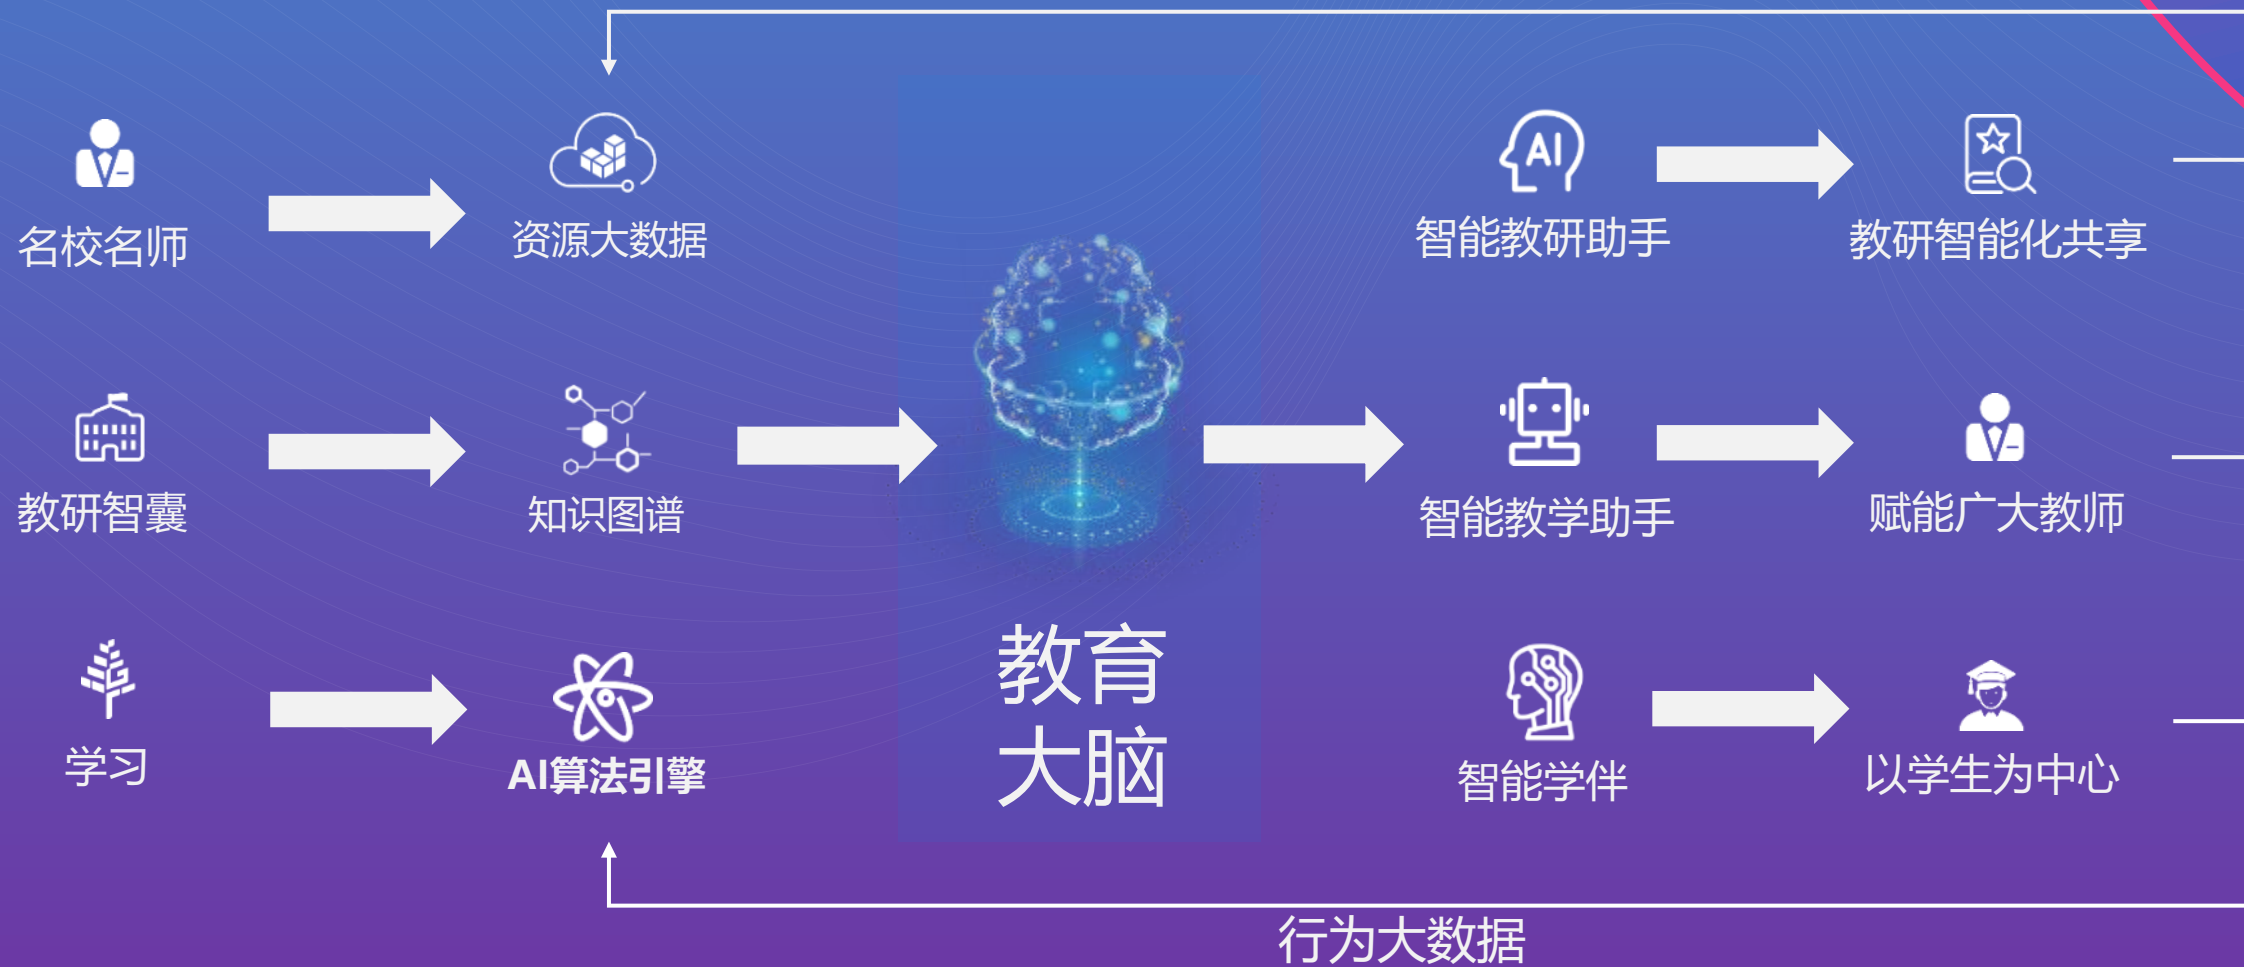 名校名师
资源大数据
AI
智能教研助手
教研智能化共享
教研智囊
知识图谱
智能教学助手
赋能广大教师
学习
AI算法引擎
教育
大脑
智能学伴
以学生为中心
行为大数据